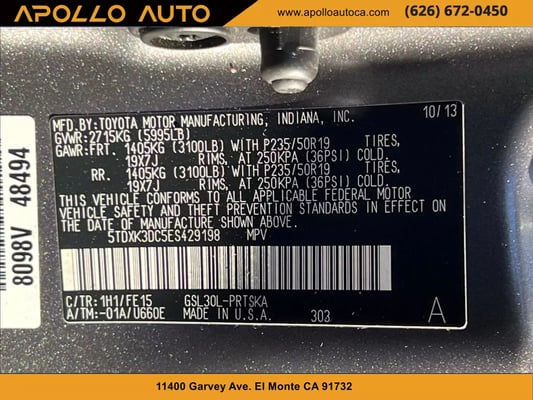 APOLLO AUTO
www.apolloautoca.com
(626) 672-0450
MFD.BY:TOYOTA MOTOR MANUFACTURING, INDIANA, INC. 10/13
GVWR:2715KG (5995LB)
GAWR:FRT. 1405KG (3100LB) WITH P235/50R19 TIRES,
19X7J RIMS, AT 250KPA (36PSI) COLD.
RR. 1405KG (3100LB) WITH P235/50R19 TIRES,
19X7J RIMS, AT 250KPA (36PSI) COLD.
THIS VEHICLE CONFORMS TO ALL APPLICABLE FEDERAL MOTOR
VEHICLE SAFETY AND THEFT PREVENTION STANDARDS IN EFFECT ON
THE DATE OF MANUFACTURE SHOWN ABOVE.
5TDXK3DC5ES429198 MPV
C/TR: 1H1/FE15 GSL30L-PRTSKA
A/TM:-01A/U660E MADE IN U.S.A. 303 A
8098V 48494
11400 Garvey Ave. El Monte CA 91732